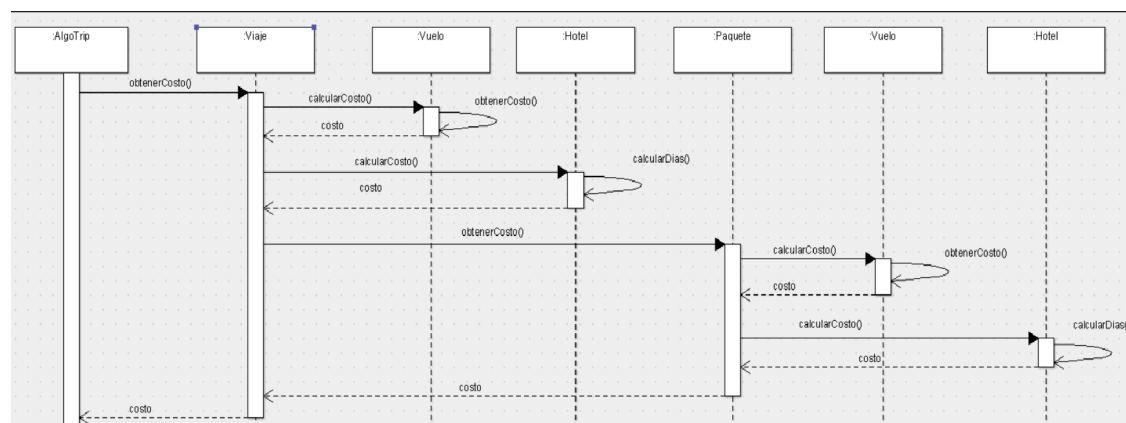 :AlgoTrip
:Viaje
:Vuelo
:Hotel
:Paquete
:Vuelo
:Hotel
obtenerCosto()
calcularCosto()
obtenerCosto()
costo
calcularCosto()
calcularDias()
costo
obtenerCosto()
calcularCosto()
obtenerCosto()
costo
calcularCosto()
calcularDias(
costo
costo
costo